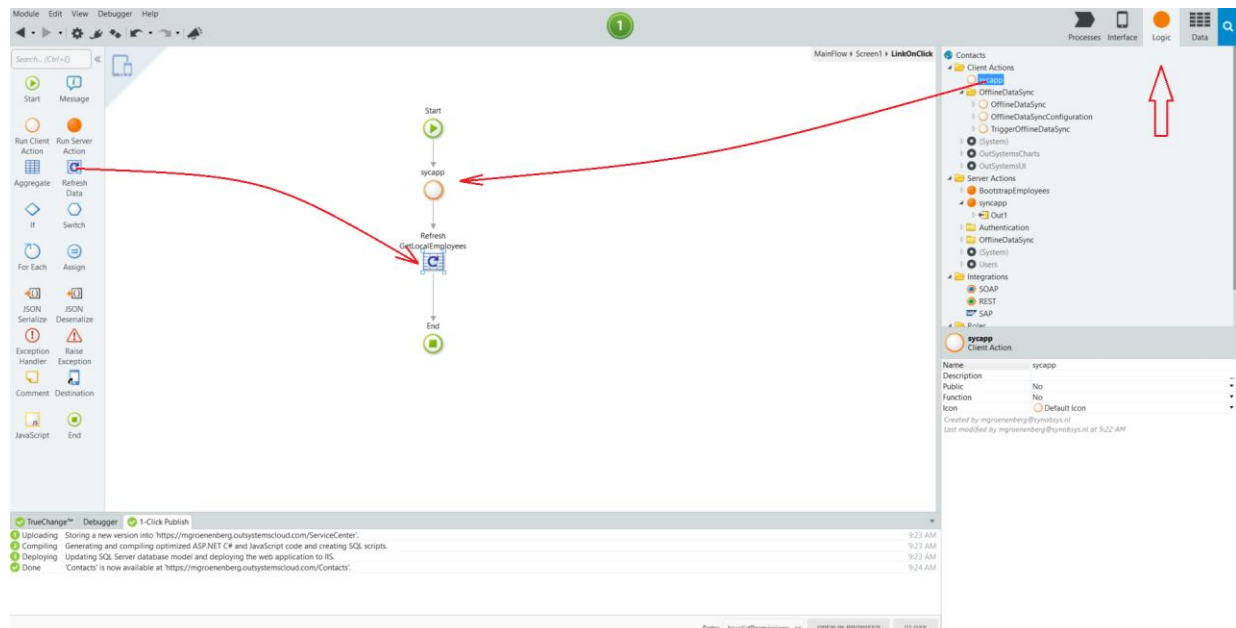 Module Edit View Debugger Help
1
Processes Interface Logic Data
Search... (Ctrl+E)
Start Message
Run Client Action Run Server Action
Aggregate Refresh Data
If Switch
For Each Assign
JSON Serialize JSON Deserialize
Exception Handler Raise Exception
Comment Destination
JavaScript End
MainFlow Screen1 LinkOnClick
Start
sycapp
Refresh
GetLocalEmployees
End
Contacts
Client Actions
sycapp
OfflineDataSync
OfflineDataSync
OfflineDataSyncConfiguration
TriggerOfflineDataSync
(System)
OutSystemsCharts
OutSystemsUI
Server Actions
BootstrapEmployees
syncapp
Out1
Authentication
OfflineDataSync
(System)
Users
Integrations
SOAP
REST
SAP
Roles
sycapp
Client Action
Name sycapp
Description ...
Public No
Function No
Icon Default Icon
Created by mgroenenberg@synobsys.nl
Last modified by mgroenenberg@synobsys.nl at 9:22 AM
TrueChange™ Debugger 1-Click Publish
1 Uploading Storing a new version into 'https://mgroenenberg.outsystemscloud.com/ServiceCenter'. 9:23 AM
2 Compiling Generating and compiling optimized ASP.NET C# and JavaScript code and creating SQL scripts. 9:23 AM
3 Deploying Updating SQL Server database model and deploying the web application to IIS. 9:23 AM
Done 'Contacts' is now available at 'https://mgroenenberg.outsystemscloud.com/Contacts'. 9:24 AM
Entry InvalidPermissions OPEN IN BROWSER CLOSE